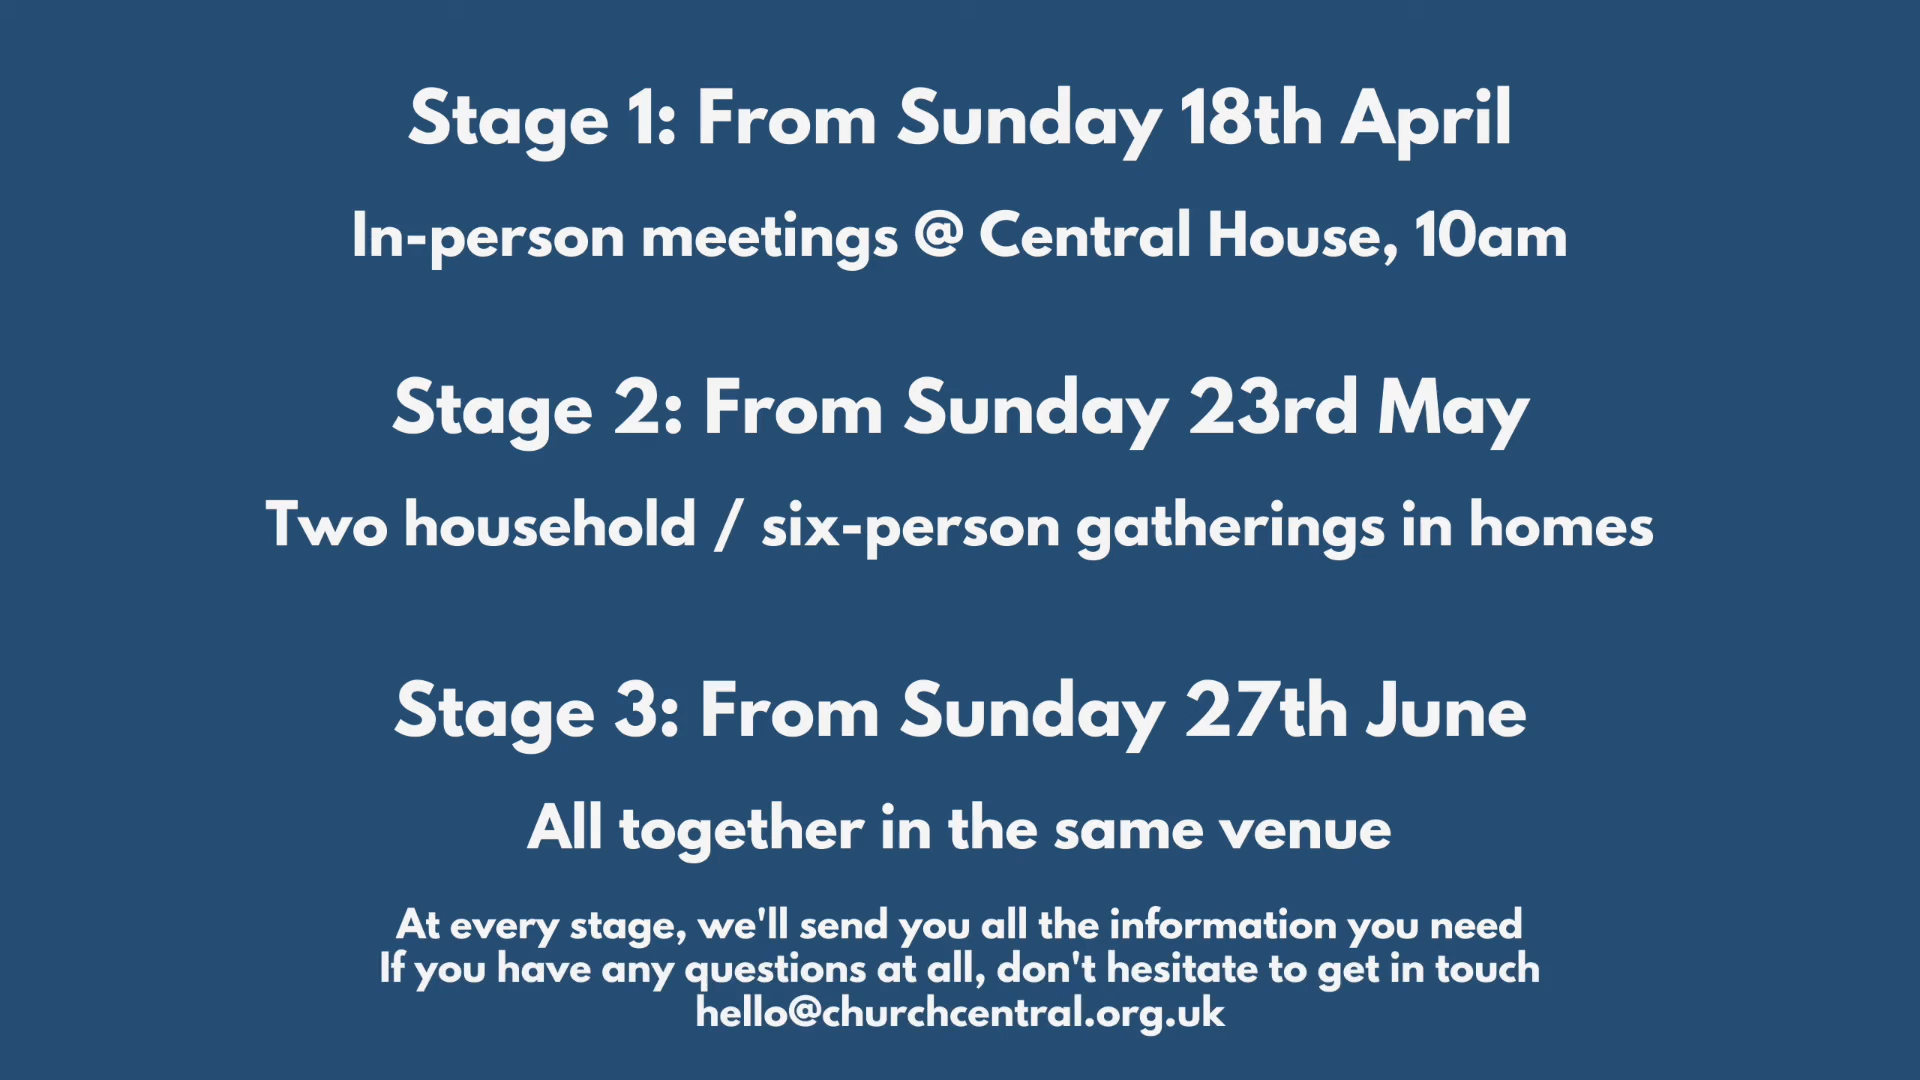 Stage 1: From Sunday 18th April
In-person meetings @ Central House, 10am
Stage 2: From Sunday 23rd May
Two household / six-person gatherings in homes
Stage 3: From Sunday 27th June
All together in the same venue
At every stage, we'll send you all the information you need
If you have any questions at all, don't hesitate to get in touch
hello@churchcentral.org.uk